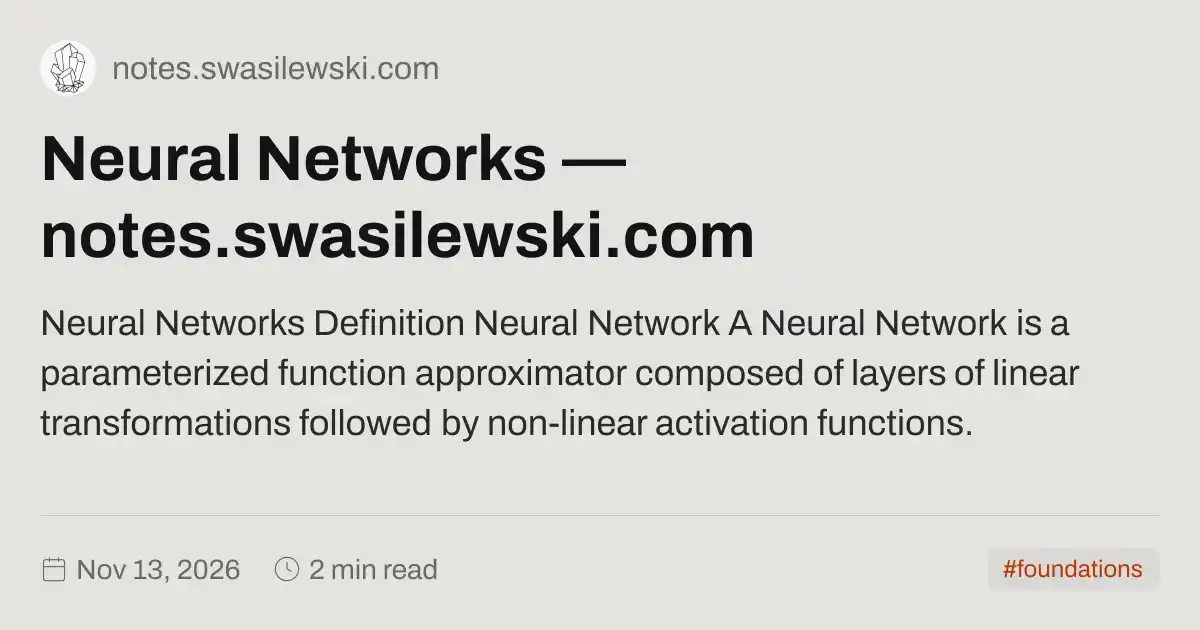 notes.swasilewski.com
Neural Networks —
notes.swasilewski.com
Neural Networks Definition Neural Network A Neural Network is a
parameterized function approximator composed of layers of linear
transformations followed by non-linear activation functions.
Nov 13, 2026 2 min read #foundations